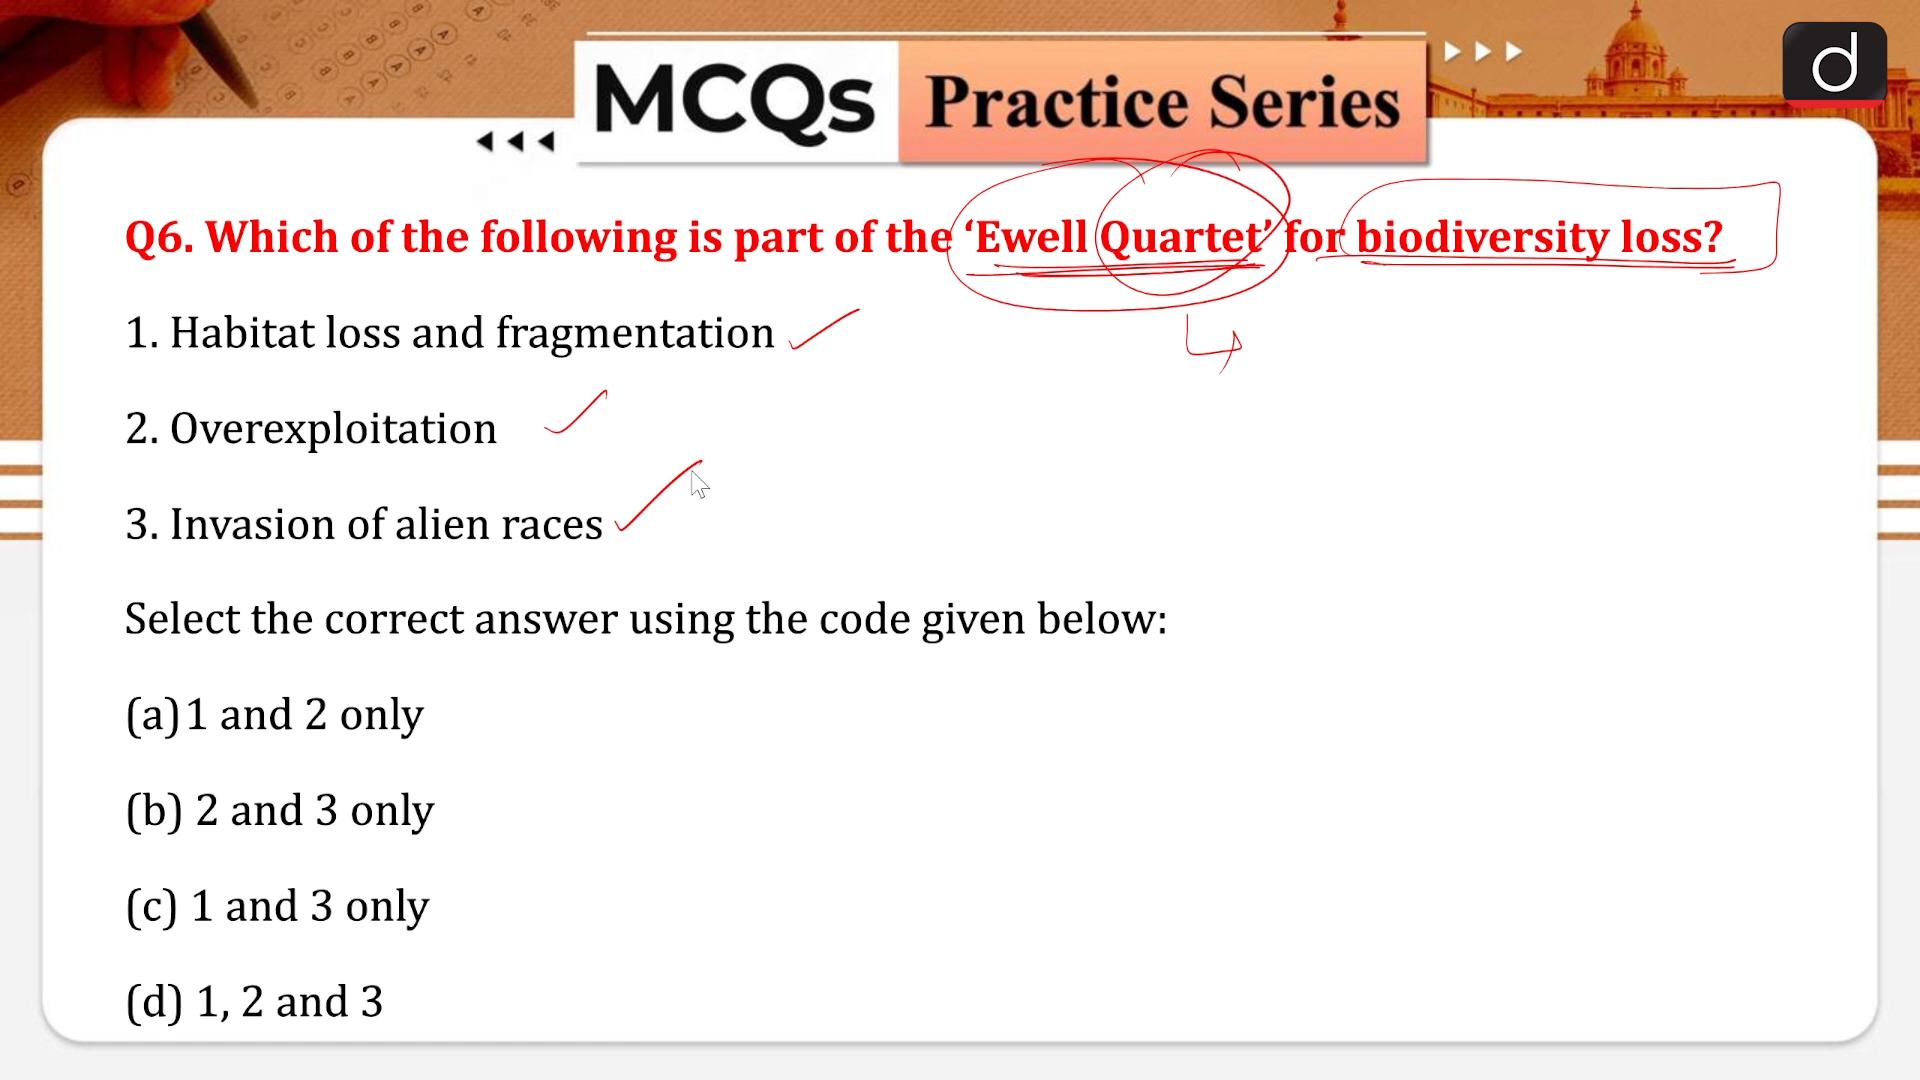 MCQs Practice Series
d
Q6. Which of the following is part of the ‘Ewell Quartet’ for biodiversity loss?
1. Habitat loss and fragmentation
2. Overexploitation
3. Invasion of alien races
Select the correct answer using the code given below:
(a)1 and 2 only
(b) 2 and 3 only
(c) 1 and 3 only
(d) 1, 2 and 3